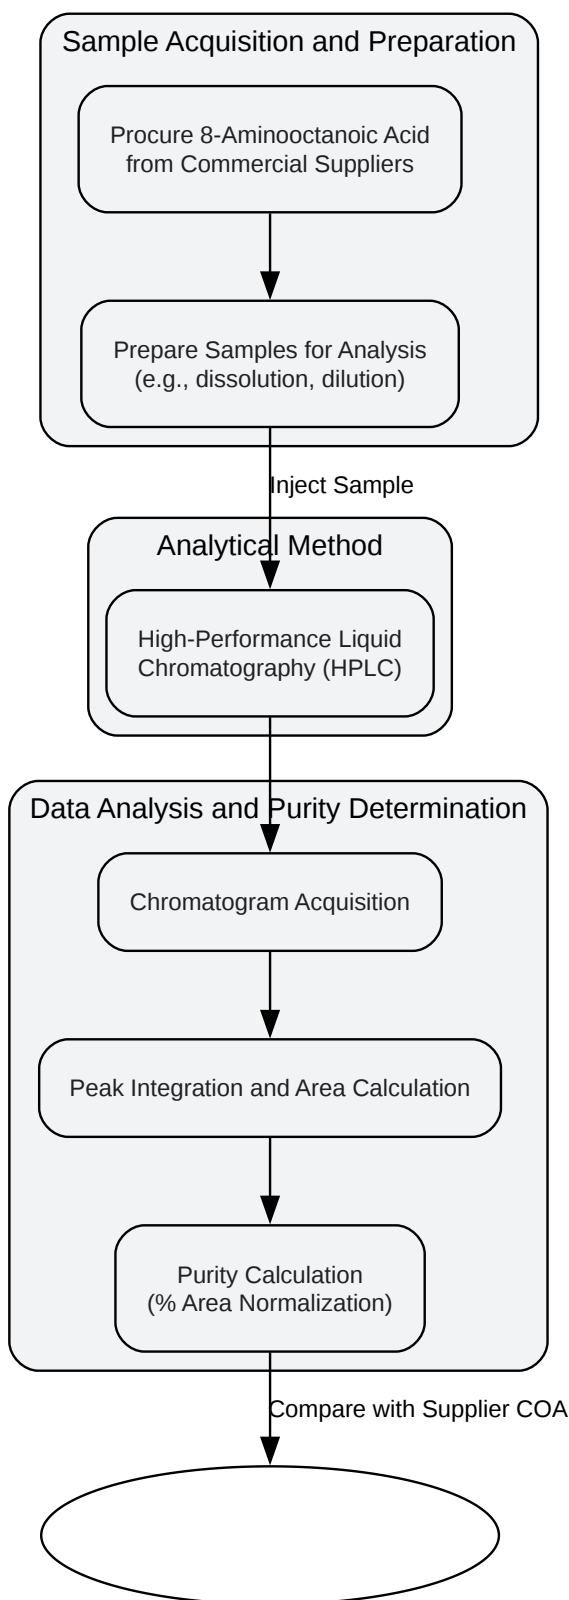 Sample Acquisition and Preparation
Procure 8-Aminooctanoic Acid
from Commercial Suppliers
Prepare Samples for Analysis
(e.g., dissolution, dilution)
Inject Sample
Analytical Method
High-Performance Liquid
Chromatography (HPLC)
Data Analysis and Purity Determination
Chromatogram Acquisition
Peak Integration and Area Calculation
Purity Calculation
(% Area Normalization)
Compare with Supplier COA